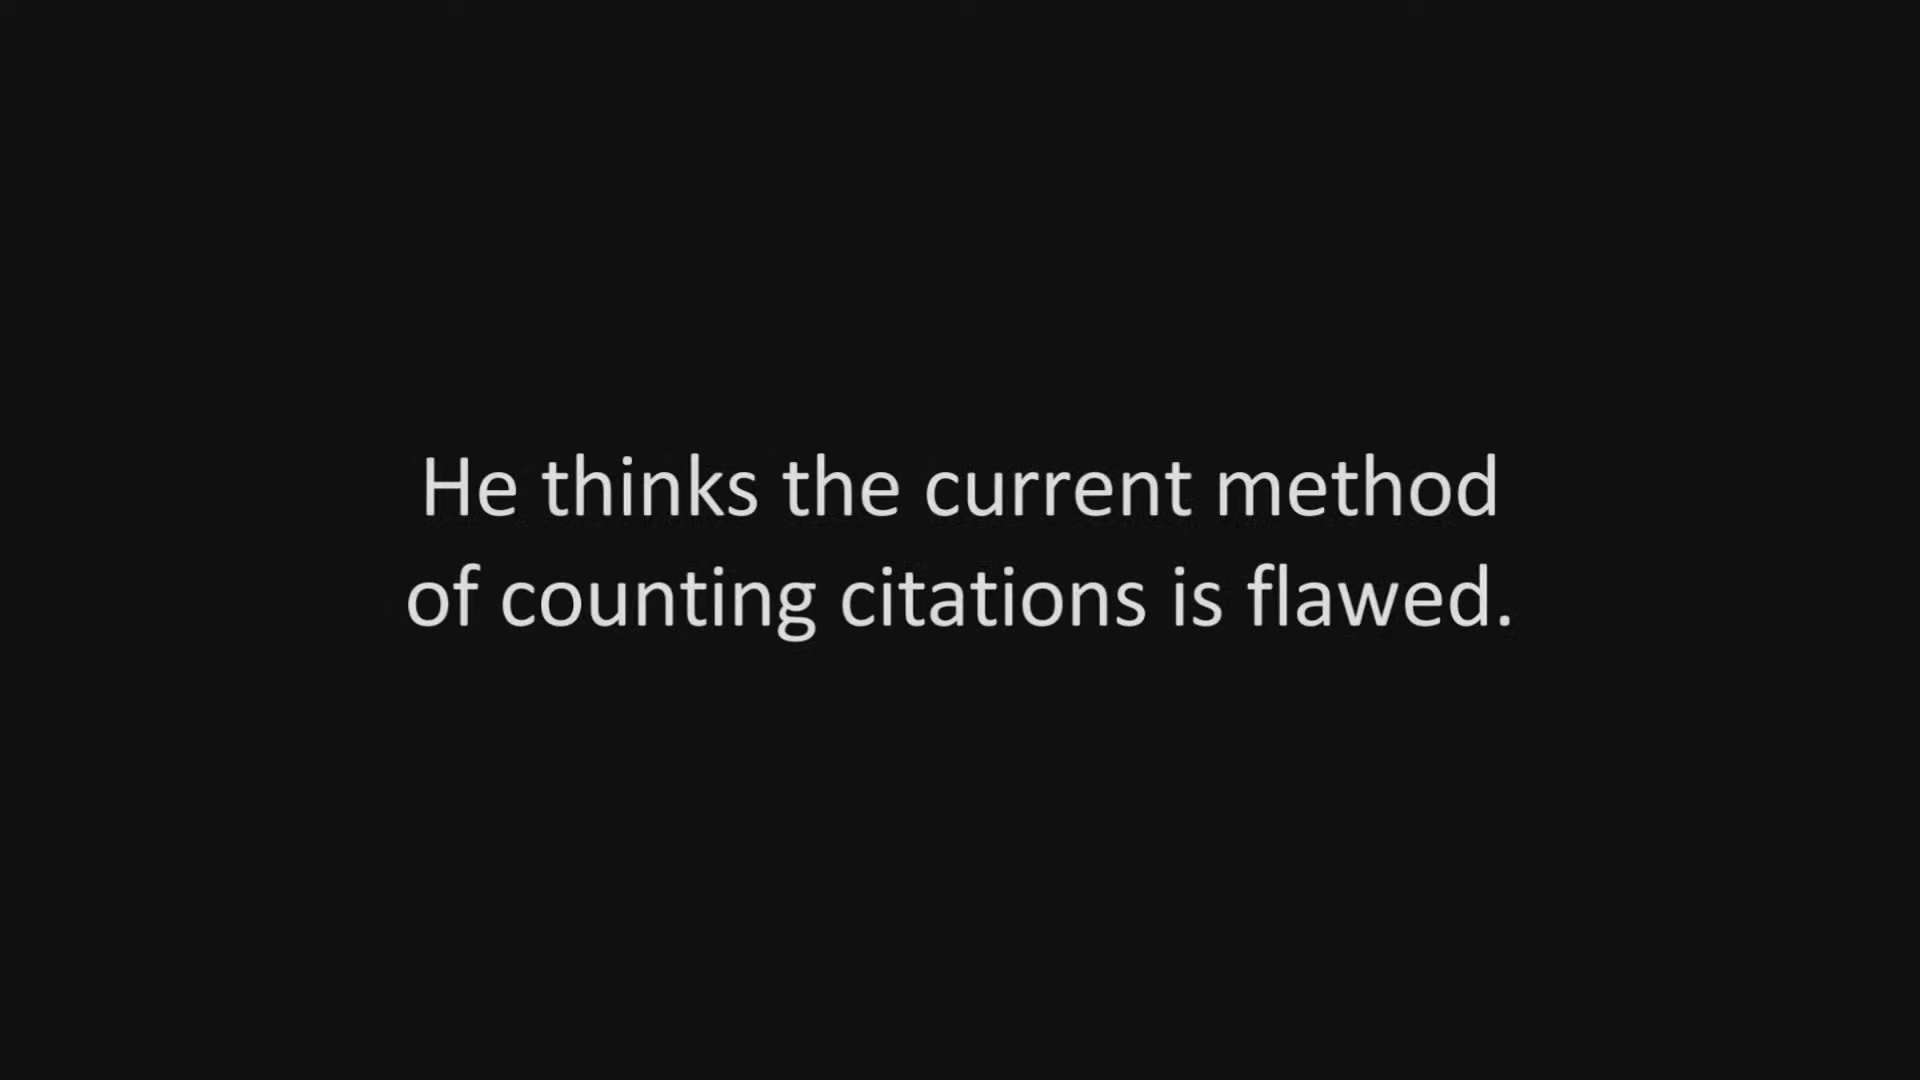 He thinks the current method
of counting citations is flawed.